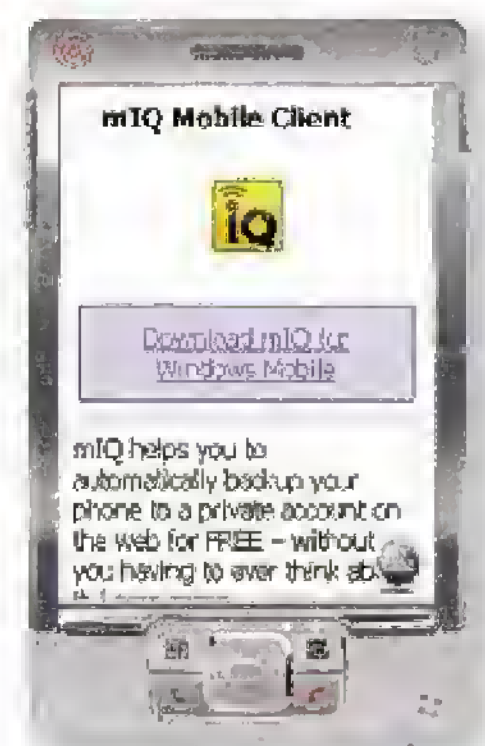 mIQ Mobile Client
iQ
Download mIQ for
Windows Mobile
mIQ helps you to
automatically backup your
phone to a private account on
the web for FREE – without
you having to ever think